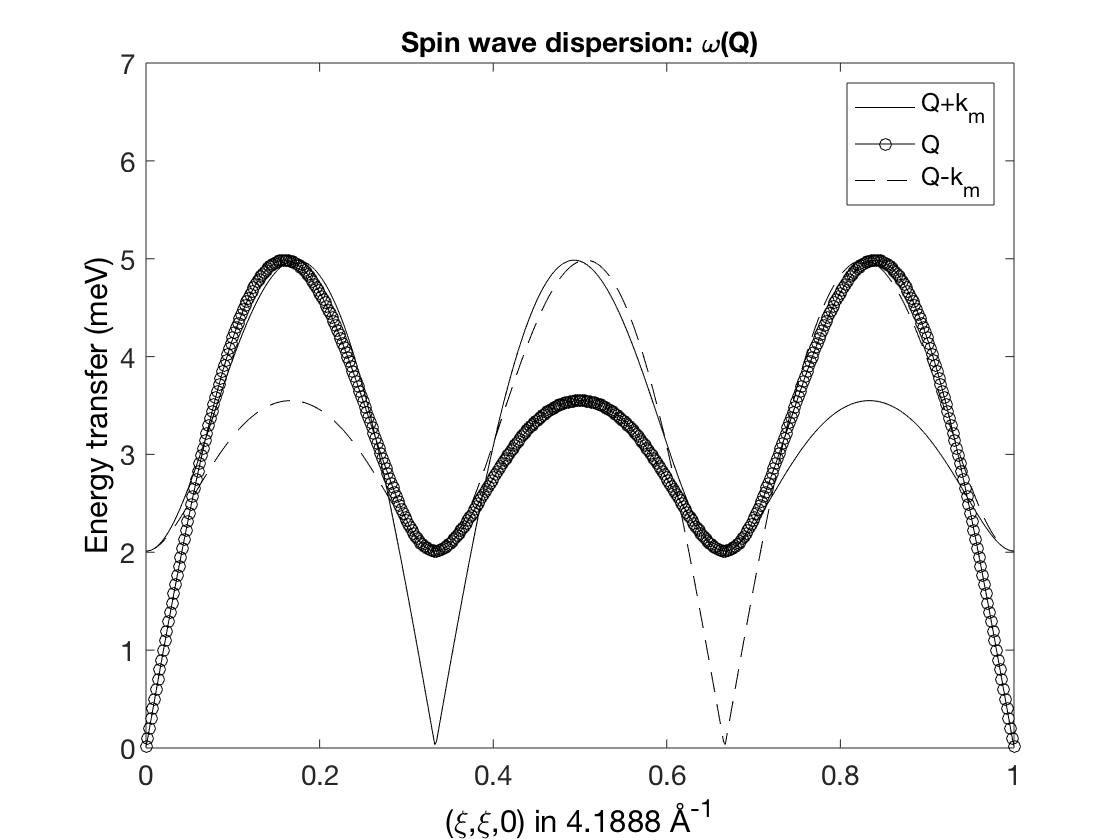 Spin wave dispersion: ω(Q)
7
6
5
4
3
2
1
0
Energy transfer (meV)
Q+k_m
Q
Q-k_m
0 0.2 0.4 0.6 0.8 1
(ξ,ξ,0) in 4.1888 Å^-1